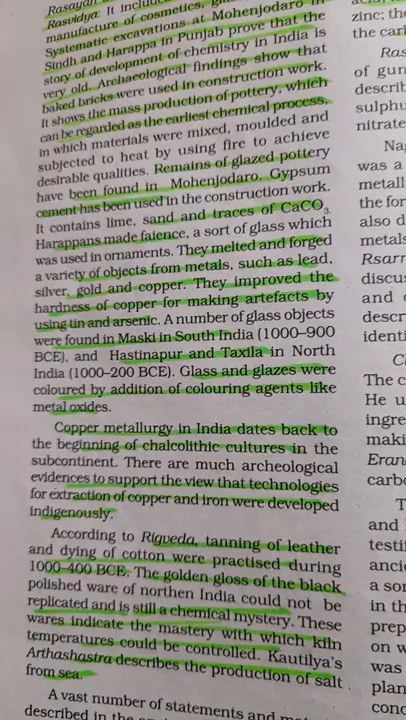 Rasayan
Rasvidya. It includ
manufacture of cosmetics, gla
Systematic excavations at Mohenjodaro in
Sindh and Harappa in Punjab prove that the
story of development of chemistry in India is
very old. Archaeological findings show that
baked bricks were used in construction work.
It shows the mass production of pottery, which
can be regarded as the earliest chemical process,
in which materials were mixed, moulded and
subjected to heat by using fire to achieve
desirable qualities. Remains of glazed pottery
have been found in Mohenjodaro. Gypsum
cement has been used in the construction work.
It contains lime, sand and traces of CaCO3.
Harappans made faience, a sort of glass which
was used in ornaments. They melted and forged
a variety of objects from metals, such as lead,
silver, gold and copper. They improved the
hardness of copper for making artefacts by
using tin and arsenic. A number of glass objects
were found in Maski in South India (1000–900
BCE), and Hastinapur and Taxila in North
India (1000–200 BCE). Glass and glazes were
coloured by addition of colouring agents like
metal oxides.
Copper metallurgy in India dates back to
the beginning of chalcolithic cultures in the
subcontinent. There are much archeological
evidences to support the view that technologies
for extraction of copper and iron were developed
indigenously.
According to Rigveda, tanning of leather
and dying of cotton were practised during
1000–400 BCE. The golden gloss of the black
polished ware of northen India could not be
replicated and is still a chemical mystery. These
wares indicate the mastery with which kiln
temperatures could be controlled. Kautilya's
Arthashastra describes the production of salt
from sea.
A vast number of statements and
described in the
zinc; the
the car
Ras
of gun
describ
sulphu
nitrate
Na
was a
metall
the for
also d
metals
Rsarr
discus
and
descr
identi
C
The c
He u
ingre
maki
Eran
carbo
T
and
testi
ancie
a sor
in th
prep
on w
was
plan
conc